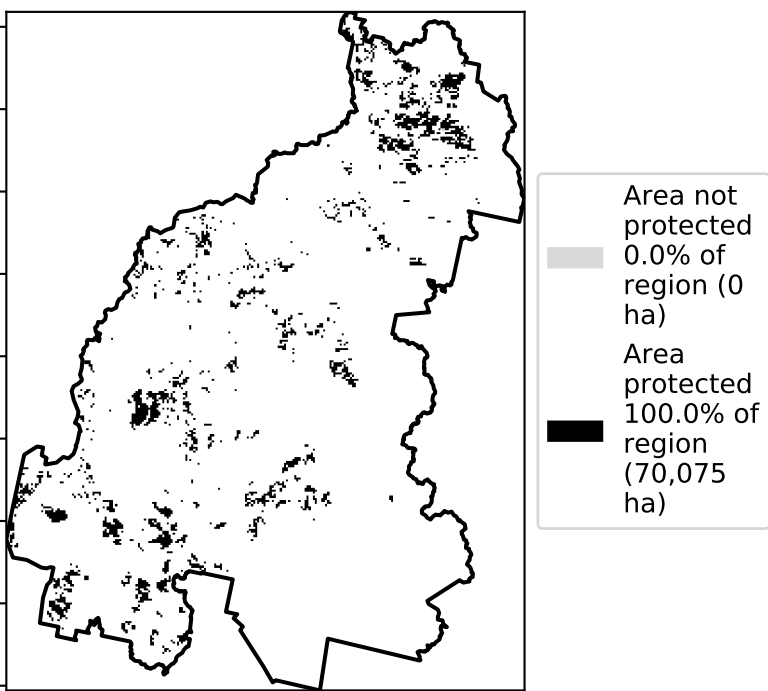 Area not
protected
0.0% of
region (0
ha)
Area
protected
100.0% of
region
(70,075
ha)